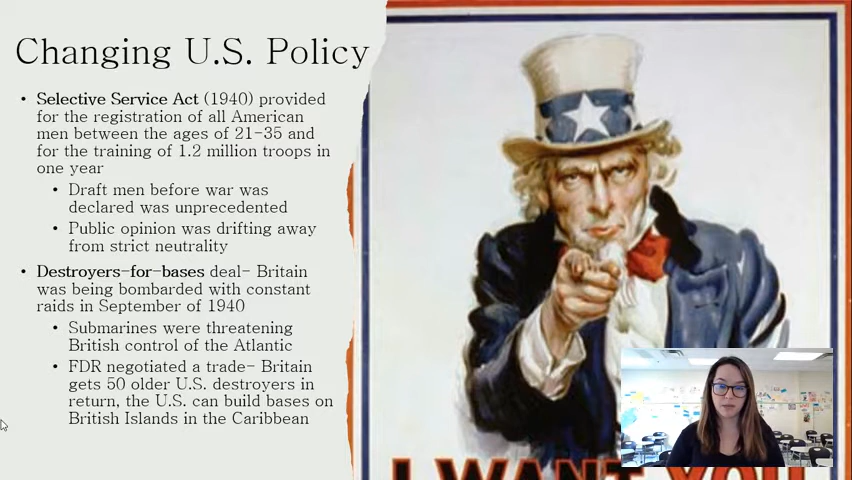 Changing U.S. Policy
• Selective Service Act (1940) provided
for the registration of all American
men between the ages of 21-35 and
for the training of 1.2 million troops in
one year
• Draft men before war was
declared was unprecedented
• Public opinion was drifting away
from strict neutrality
• Destroyers-for-bases deal- Britain
was being bombarded with constant
raids in September of 1940
• Submarines were threatening
British control of the Atlantic
• FDR negotiated a trade- Britain
gets 50 older U.S. destroyers in
return, the U.S. can build bases on
British Islands in the Caribbean
I WANT YOU